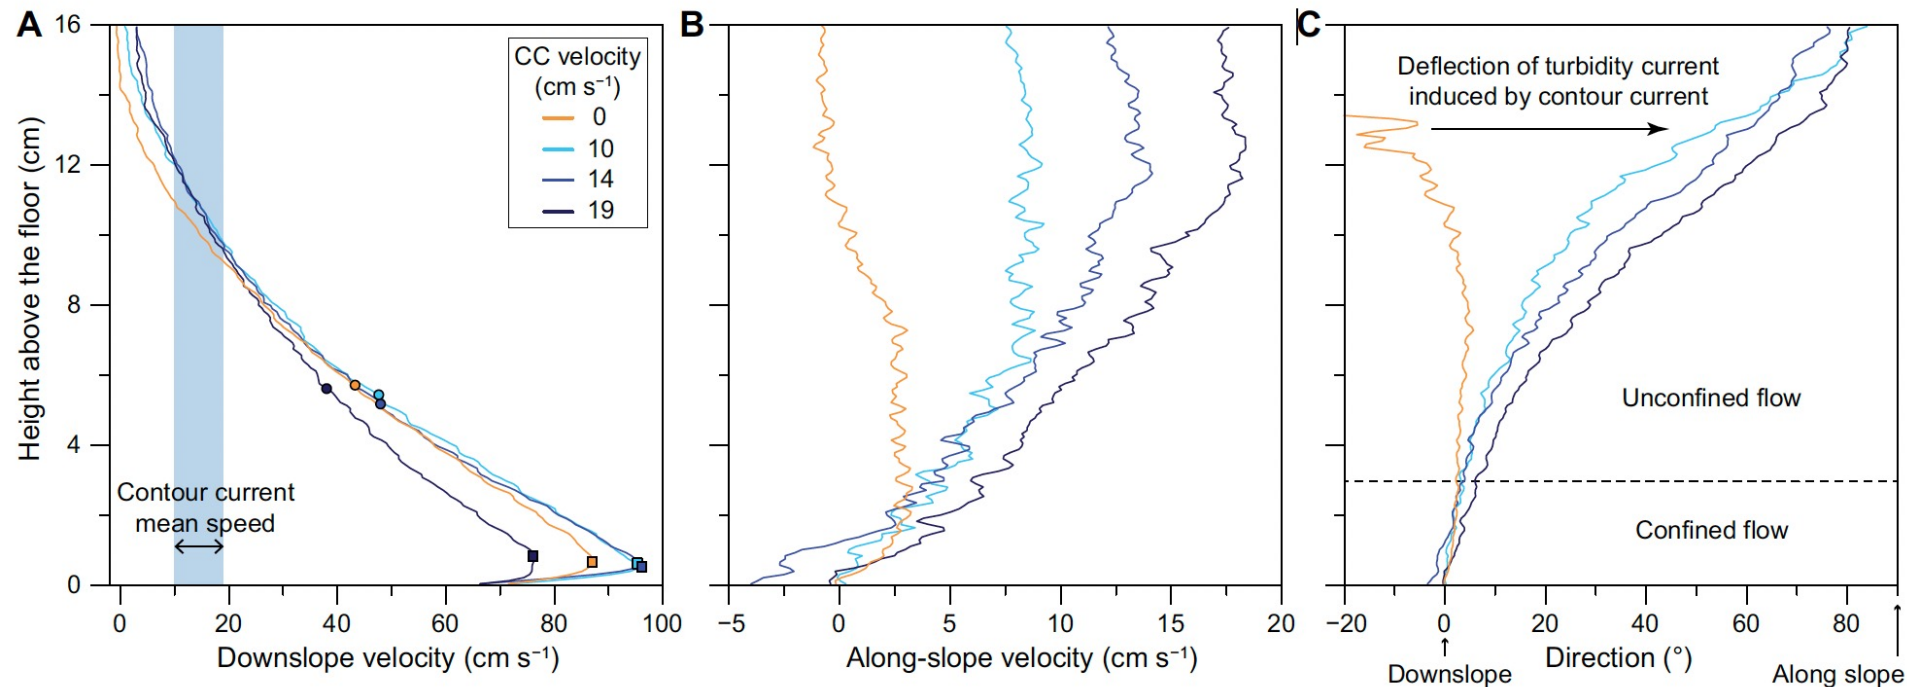 A
16
12
8
4
0
Height above the floor (cm)
CC velocity
(cm s⁻¹)
0
10
14
19
Contour current
mean speed
0
20
40
60
80
100
Downslope velocity (cm s⁻¹)
B
−5
0
5
10
15
20
Along-slope velocity (cm s⁻¹)
C
Deflection of turbidity current
induced by contour current
Unconfined flow
Confined flow
−20
0
20
40
60
80
Direction (°)
Downslope
Along slope